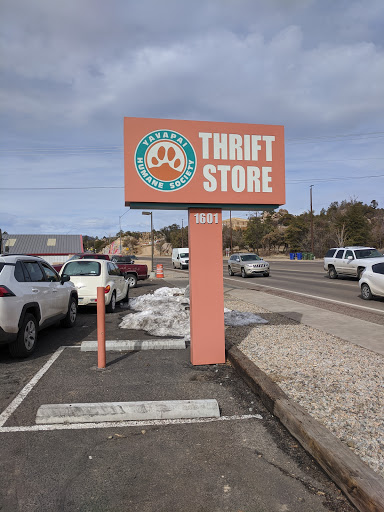 YAVAPAI
HUMANE SOCIETY
THRIFT
STORE
1601